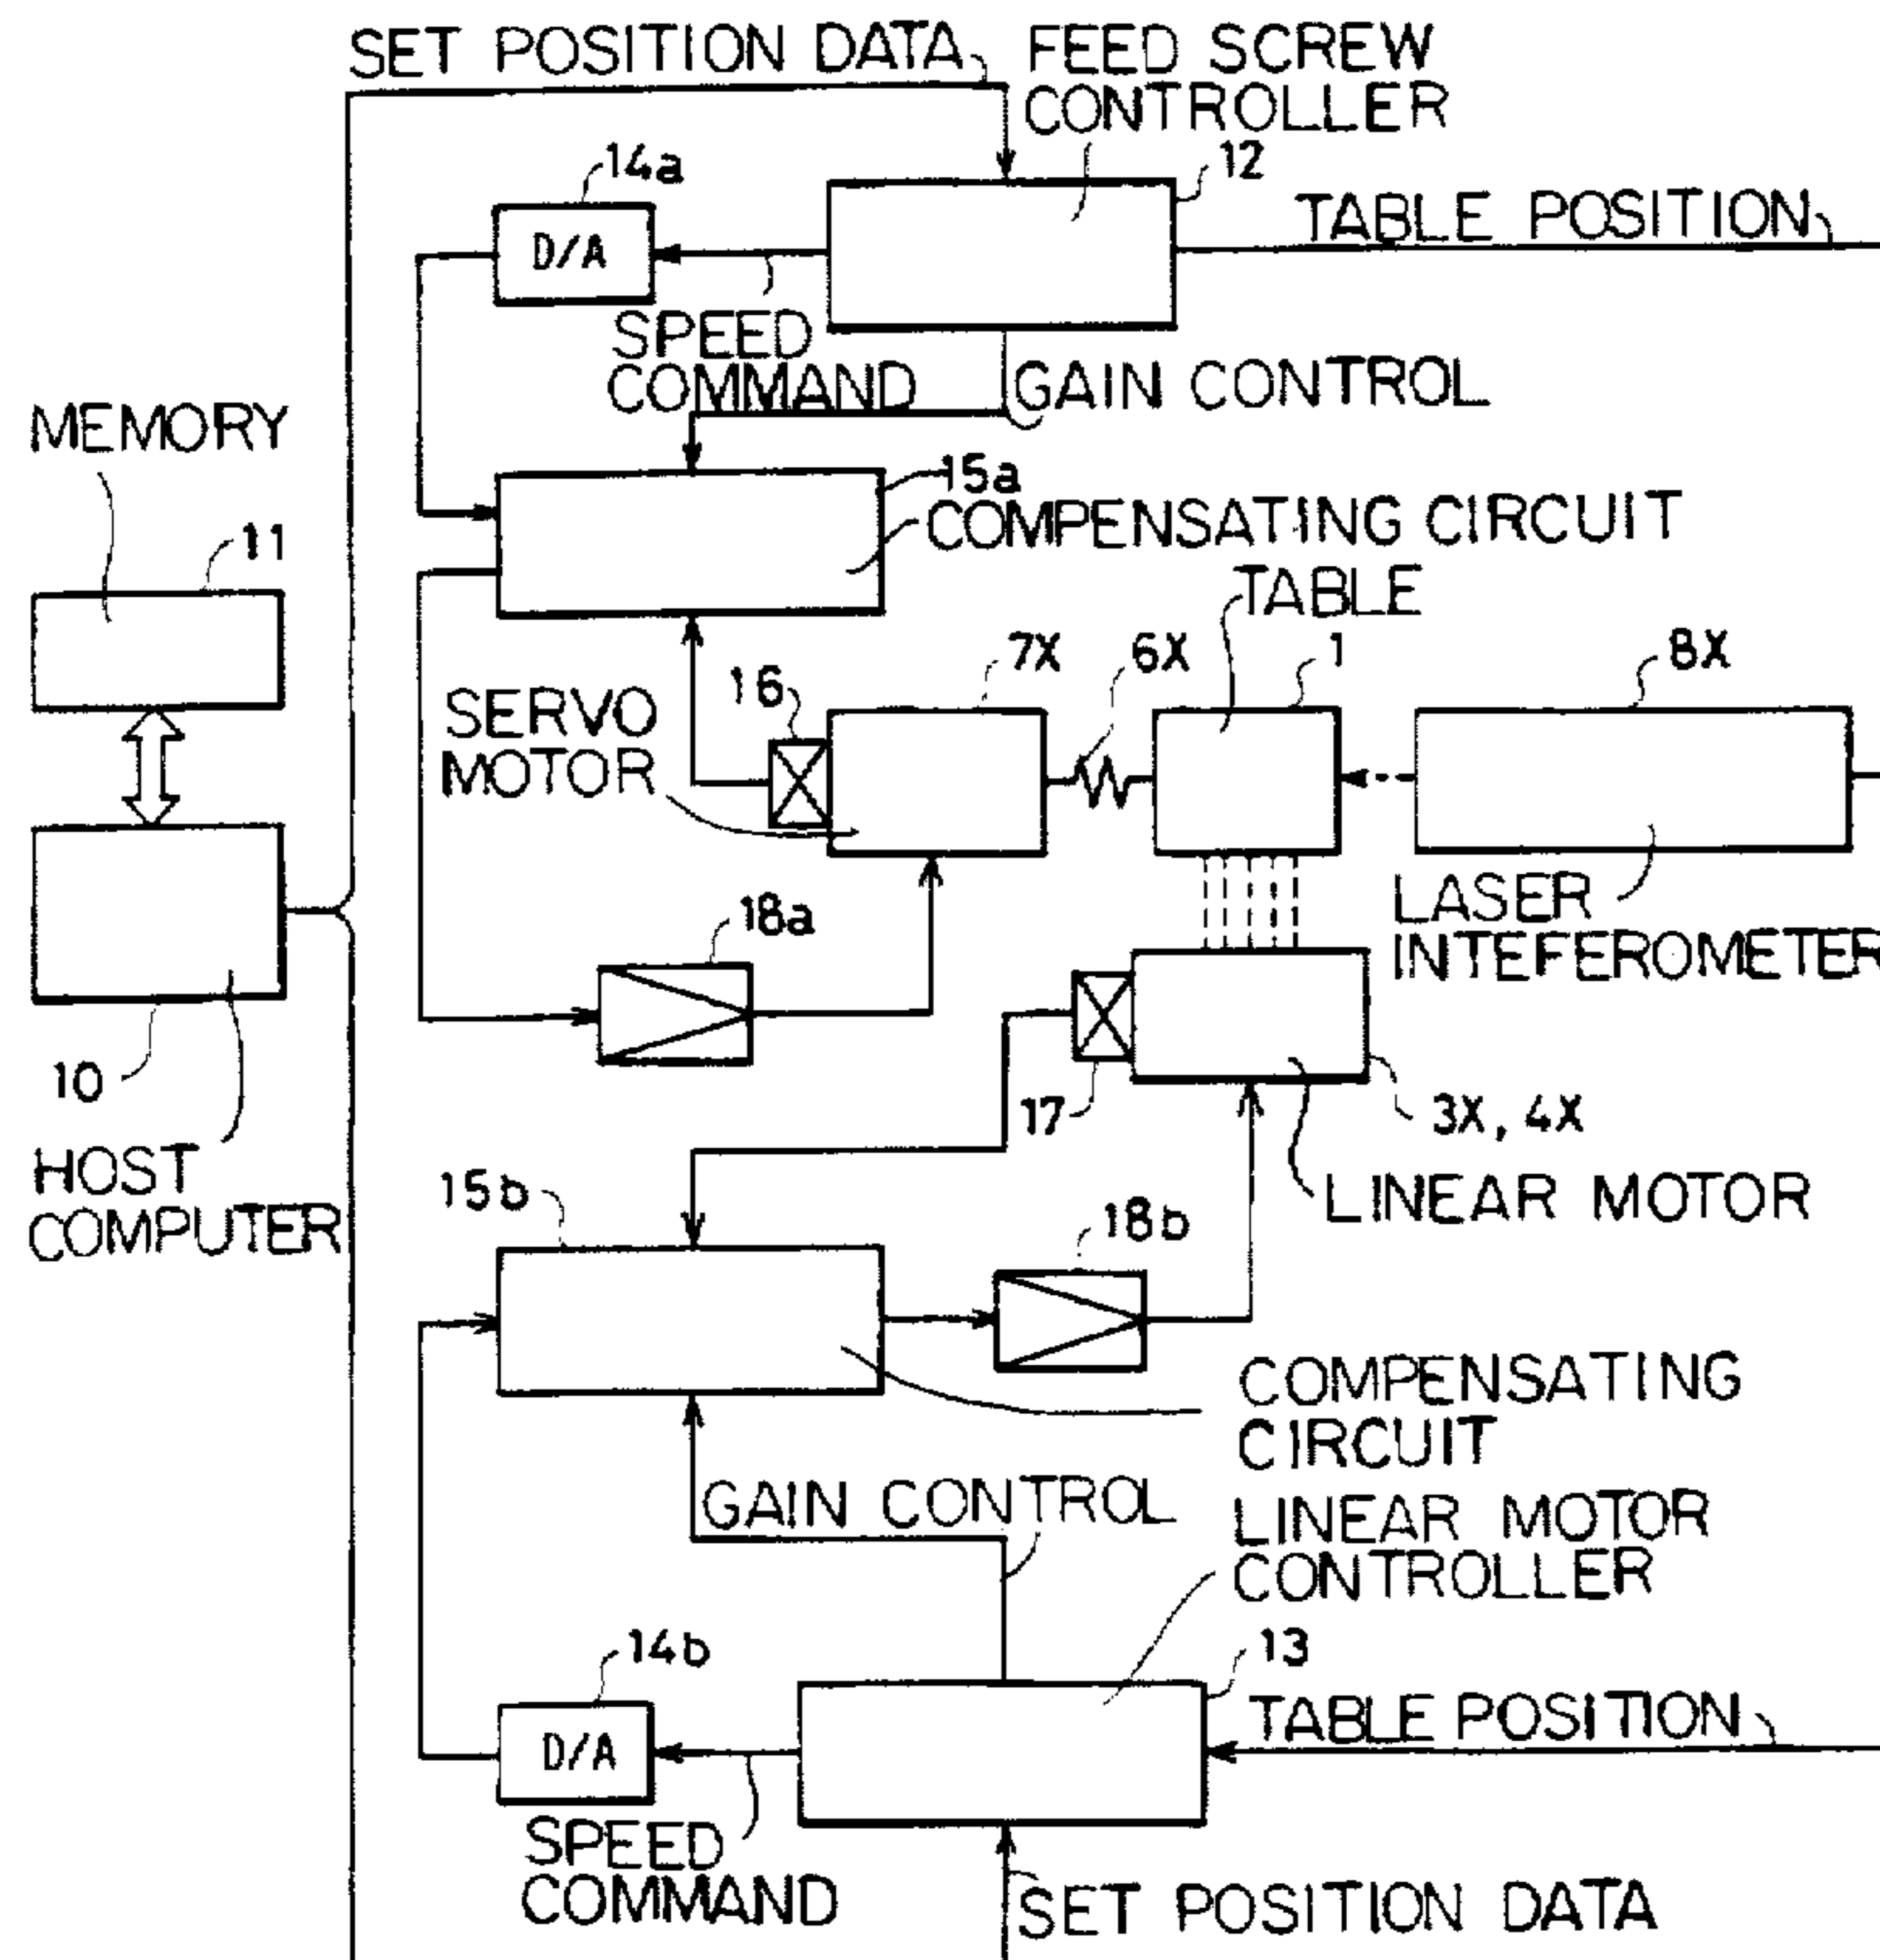 SET POSITION DATA
FEED SCREW
CONTROLLER
14a
12
D/A
TABLE POSITION
SPEED
COMMAND
GAIN CONTROL
MEMORY
15a
COMPENSATING CIRCUIT
11
TABLE
7X
6X
1
8X
16
SERVO
MOTOR
18a
LASER
INTEFEROMETER
10
17
3X, 4X
HOST
COMPUTER
15b
LINEAR MOTOR
18b
COMPENSATING
CIRCUIT
GAIN CONTROL
LINEAR MOTOR
CONTROLLER
14b
13
D/A
TABLE POSITION
SPEED
COMMAND
SET POSITION DATA